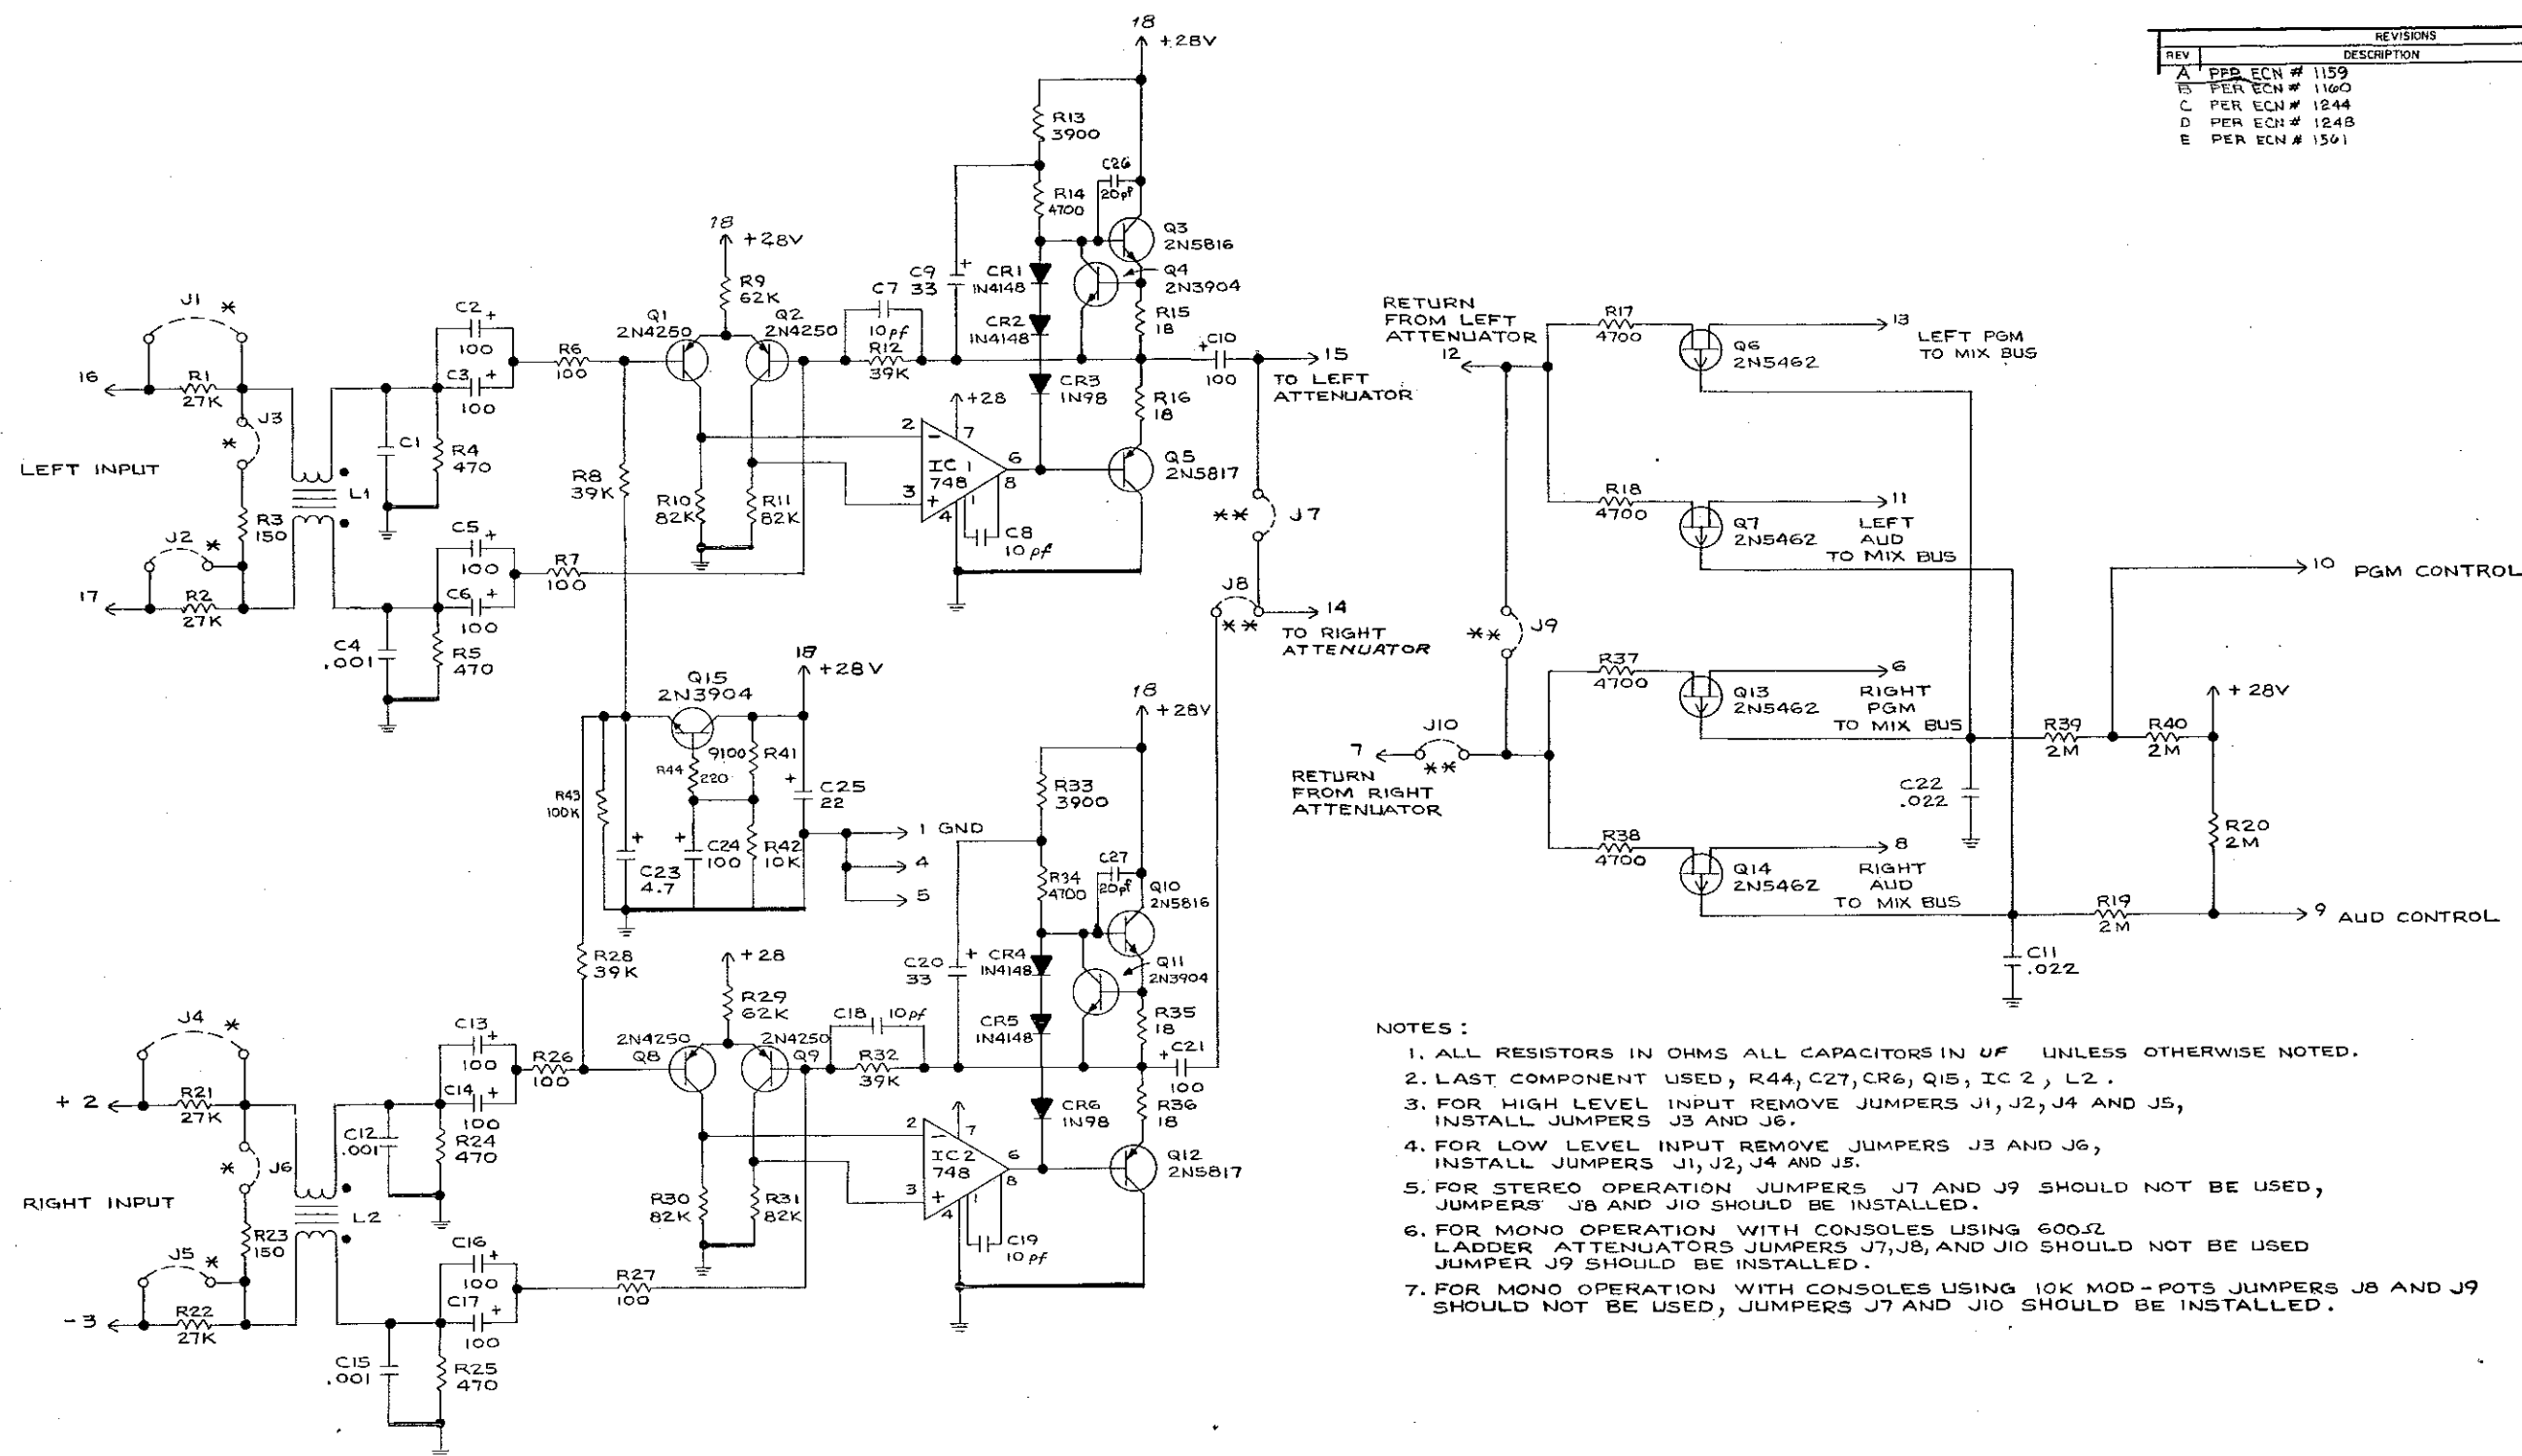 REVISIONS
REV DESCRIPTION
A PER ECN # 1159
B PER ECN # 1160
C PER ECN # 1244
D PER ECN # 1248
E PER ECN # 1561
18
+28V
R13
3900
C26
20pf
R14
4700
Q3
2N5816
Q4
2N3904
18
+28V
R9
62K
C9
33
+
CR1
1N4148
CR2
1N4148
R15
18
C7
10pf
R12
39K
Q1
2N4250
Q2
2N4250
J1 *
C2 +
100
C3 +
100
R6
100
16
R1
27K
J3
*
C1
R4
470
LEFT INPUT
L1
R3
150
J2 *
17
R2
27K
C5 +
100
C6 +
100
R7
100
C4
.001
R5
470
R8
39K
R10
82K
R11
82K
+28
7
2
-
IC 1
748
3
+
4
1
6
8
C8
10pf
CR3
1N98
R16
18
Q5
2N5817
+ C10
100
15
TO LEFT
ATTENUATOR
** J7
J8
**
14
TO RIGHT
ATTENUATOR
RETURN
FROM LEFT
ATTENUATOR
12
R17
4700
Q6
2N5462
13
LEFT PGM
TO MIX BUS
R18
4700
Q7
2N5462
11
LEFT
AUD
TO MIX BUS
** J9
10 PGM CONTROL
R37
4700
Q13
2N5462
6
RIGHT
PGM
TO MIX BUS
J10
**
7
RETURN
FROM RIGHT
ATTENUATOR
R39
2M
R40
2M
+28V
C22
.022
R20
2M
R38
4700
Q14
2N5462
8
RIGHT
AUD
TO MIX BUS
R19
2M
9 AUD CONTROL
C11
.022
Q15
2N3904
18
+28V
R44
220
9100 R41
+
C25
22
R43
100K
+
C23
4.7
+
C24
100
R42
10K
1 GND
4
5
R28
39K
18
+28V
R33
3900
C27
20pf
R34
4700
Q10
2N5816
Q11
2N3904
C20
33
+
CR4
1N4148
CR5
1N4148
R35
18
+28
R29
62K
C18 10pf
R32
39K
2N4250
Q8
2N4250
Q9
+ C21
100
J4 *
C13 +
100
C14 +
100
R26
100
+2
R21
27K
* J6
C12
.001
R24
470
RIGHT INPUT
L2
R23
150
J5 *
-3
R22
27K
C16 +
100
C17 +
100
R27
100
C15
.001
R25
470
R30
82K
R31
82K
7
2
-
IC 2
748
3
+
4
1
6
8
C19
10pf
CR6
1N98
R36
18
Q12
2N5817
NOTES:
1. ALL RESISTORS IN OHMS ALL CAPACITORS IN UF UNLESS OTHERWISE NOTED.
2. LAST COMPONENT USED, R44, C27, CR6, Q15, IC 2, L2.
3. FOR HIGH LEVEL INPUT REMOVE JUMPERS J1, J2, J4 AND J5,
INSTALL JUMPERS J3 AND J6.
4. FOR LOW LEVEL INPUT REMOVE JUMPERS J3 AND J6,
INSTALL JUMPERS J1, J2, J4 AND J5.
5. FOR STEREO OPERATION JUMPERS J7 AND J9 SHOULD NOT BE USED,
JUMPERS J8 AND J10 SHOULD BE INSTALLED.
6. FOR MONO OPERATION WITH CONSOLES USING 600Ω
LADDER ATTENUATORS JUMPERS J7, J8, AND J10 SHOULD NOT BE USED
JUMPER J9 SHOULD BE INSTALLED.
7. FOR MONO OPERATION WITH CONSOLES USING 10K MOD-POTS JUMPERS J8 AND J9
SHOULD NOT BE USED, JUMPERS J7 AND J10 SHOULD BE INSTALLED.